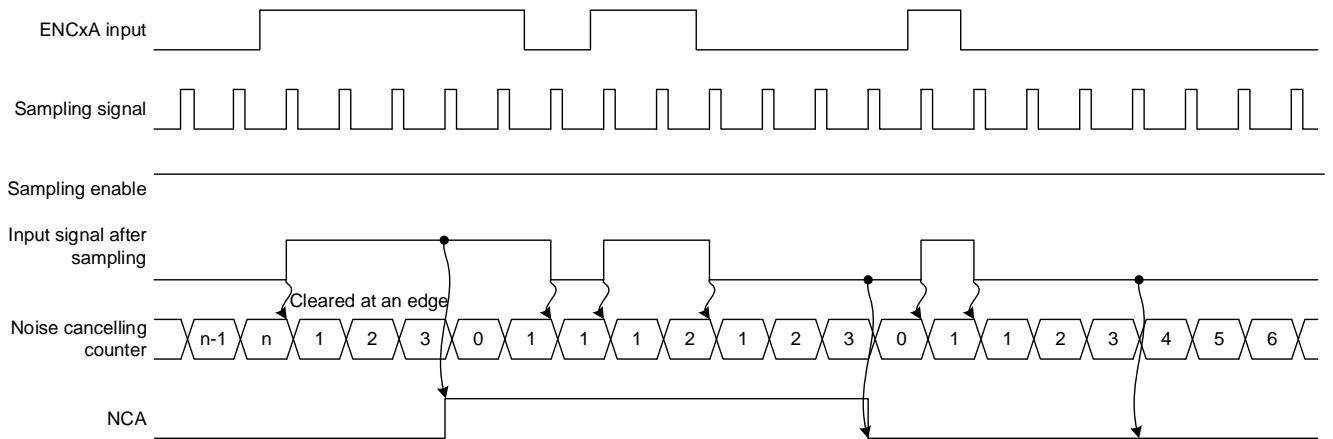 ENCxA input
Sampling signal
Sampling enable
Input signal after
sampling
Cleared at an edge
Noise cancelling
counter
n-1 n 1 2 3 0 1 1 1 2 1 2 3 0 1 1 2 3 4 5 6
NCA